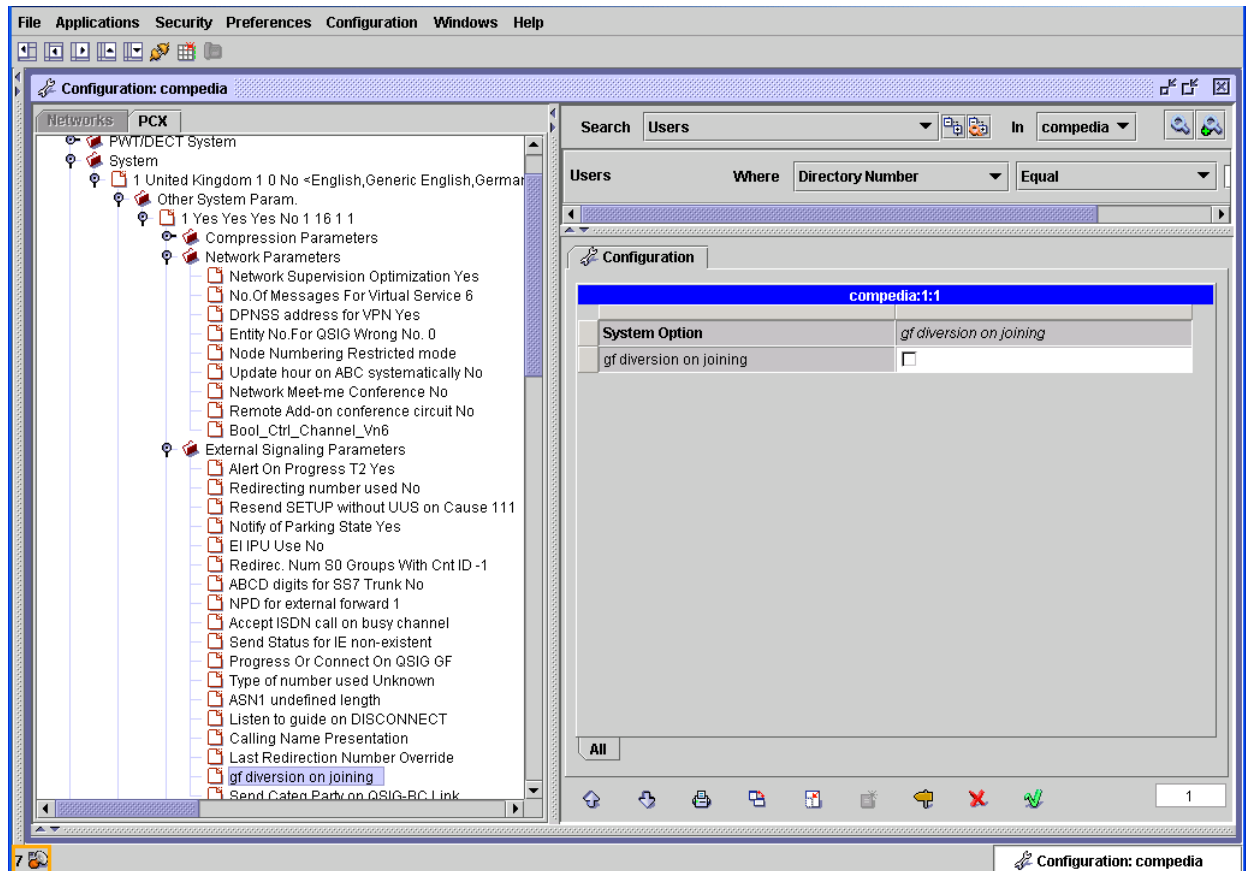 File Applications Security Preferences Configuration Windows Help
Configuration: compedia
Networks PCX
PWT/DECT System
System
1 United Kingdom 1 0 No <English,Generic English,Germar
Other System Param.
1 Yes Yes Yes No 1 16 1 1
Compression Parameters
Network Parameters
Network Supervision Optimization Yes
No.Of Messages For Virtual Service 6
DPNSS address for VPN Yes
Entity No.For QSIG Wrong No. 0
Node Numbering Restricted mode
Update hour on ABC systematically No
Network Meet-me Conference No
Remote Add-on conference circuit No
Bool_Ctrl_Channel_Vn6
External Signaling Parameters
Alert On Progress T2 Yes
Redirecting number used No
Resend SETUP without UUS on Cause 111
Notify of Parking State Yes
EI IPU Use No
Redirec. Num S0 Groups With Cnt ID -1
ABCD digits for SS7 Trunk No
NPD for external forward 1
Accept ISDN call on busy channel
Send Status for IE non-existent
Progress Or Connect On QSIG GF
Type of number used Unknown
ASN1 undefined length
Listen to guide on DISCONNECT
Calling Name Presentation
Last Redirection Number Override
gf diversion on joining
Send Categ Party on QSIG-BC Link
Search Users In compedia
Users Where Directory Number Equal
Configuration
compedia:1:1
System Option gf diversion on joining
gf diversion on joining
All
1
7
Configuration: compedia